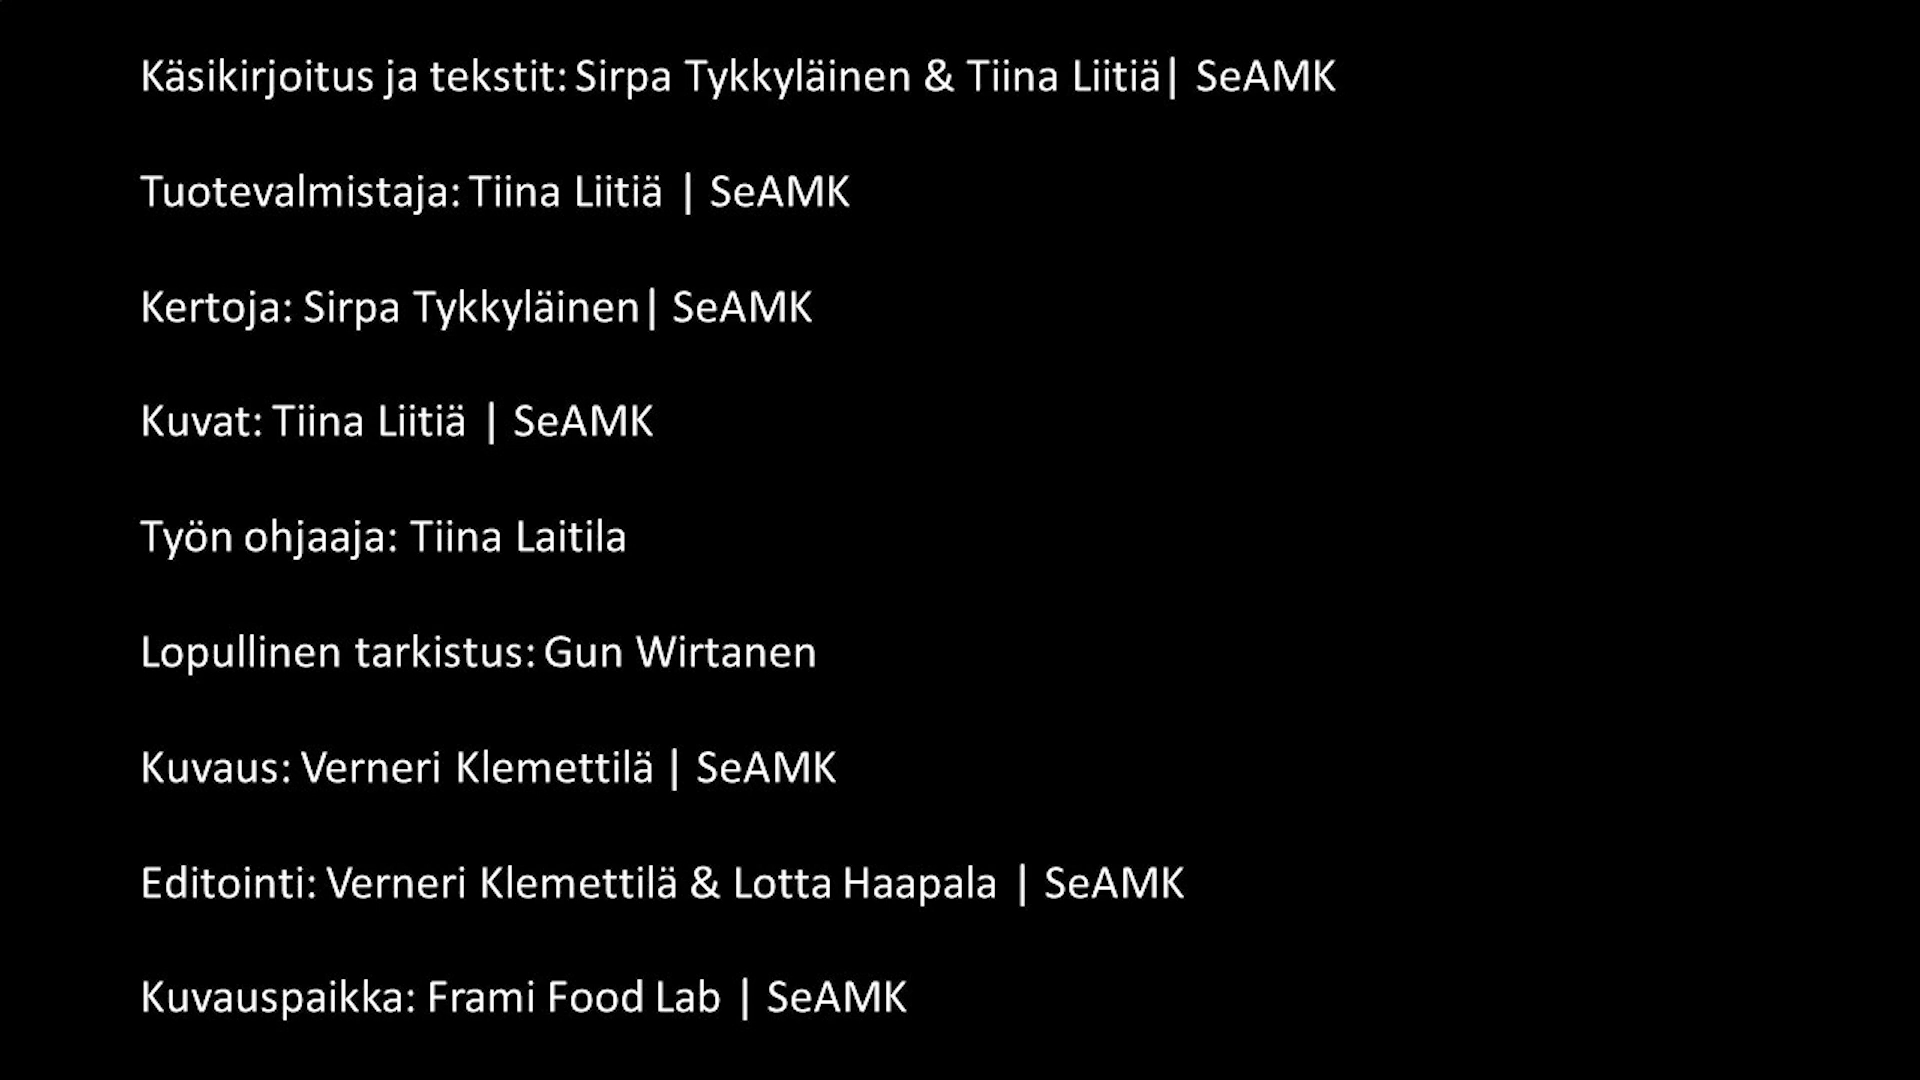 Käsikirjoitus ja tekstit: Sirpa Tykkyläinen & Tiina Liitiä| SeAMK
Tuotevalmistaja: Tiina Liitiä | SeAMK
Kertoja: Sirpa Tykkyläinen| SeAMK
Kuvat: Tiina Liitiä | SeAMK
Työn ohjaaja: Tiina Laitila
Lopullinen tarkistus: Gun Wirtanen
Kuvaus: Verneri Klemettilä | SeAMK
Editointi: Verneri Klemettilä & Lotta Haapala | SeAMK
Kuvauspaikka: Frami Food Lab | SeAMK